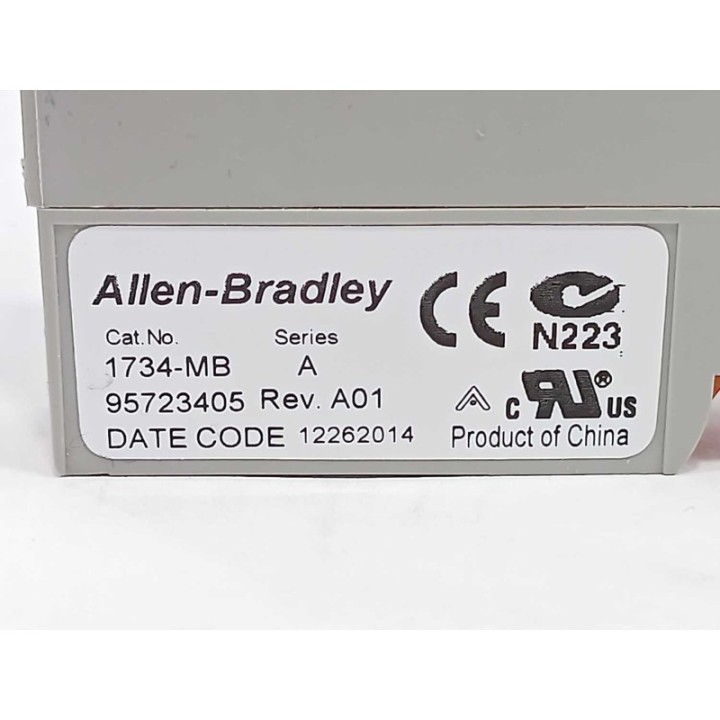 Allen-Bradley
Cat.No. Series
1734-MB A
95723405 Rev. A01
DATE CODE 12262014
CE
N223
C UR® US
Product of China